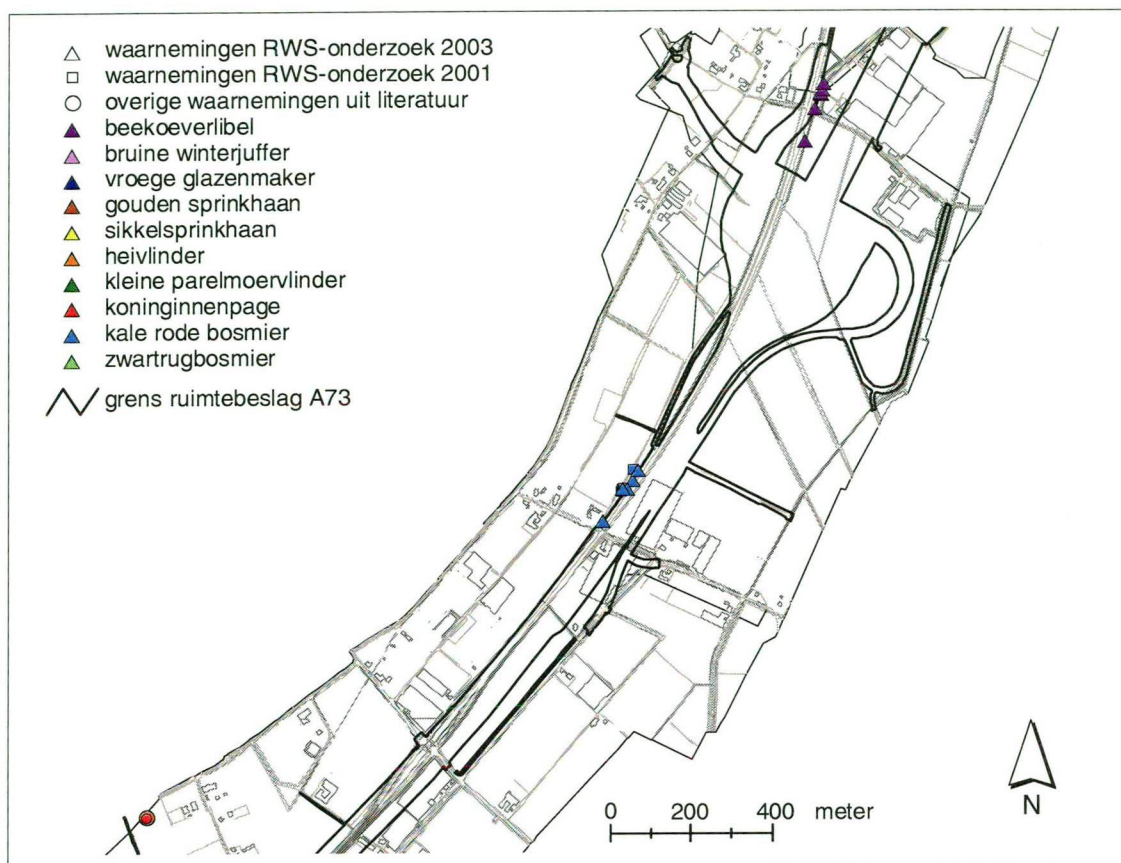 waarnemingen RWS-onderzoek 2003
waarnemingen RWS-onderzoek 2001
overige waarnemingen uit literatuur
beekoeverlibel
bruine winterjuffer
vroege glazenmaker
gouden sprinkhaan
sikkelsprinkhaan
heivlinder
kleine parelmoervlinder
koninginnenpage
kale rode bosmier
zwartrugbosmier
grens ruimtebeslag A73
0 200 400 meter
N